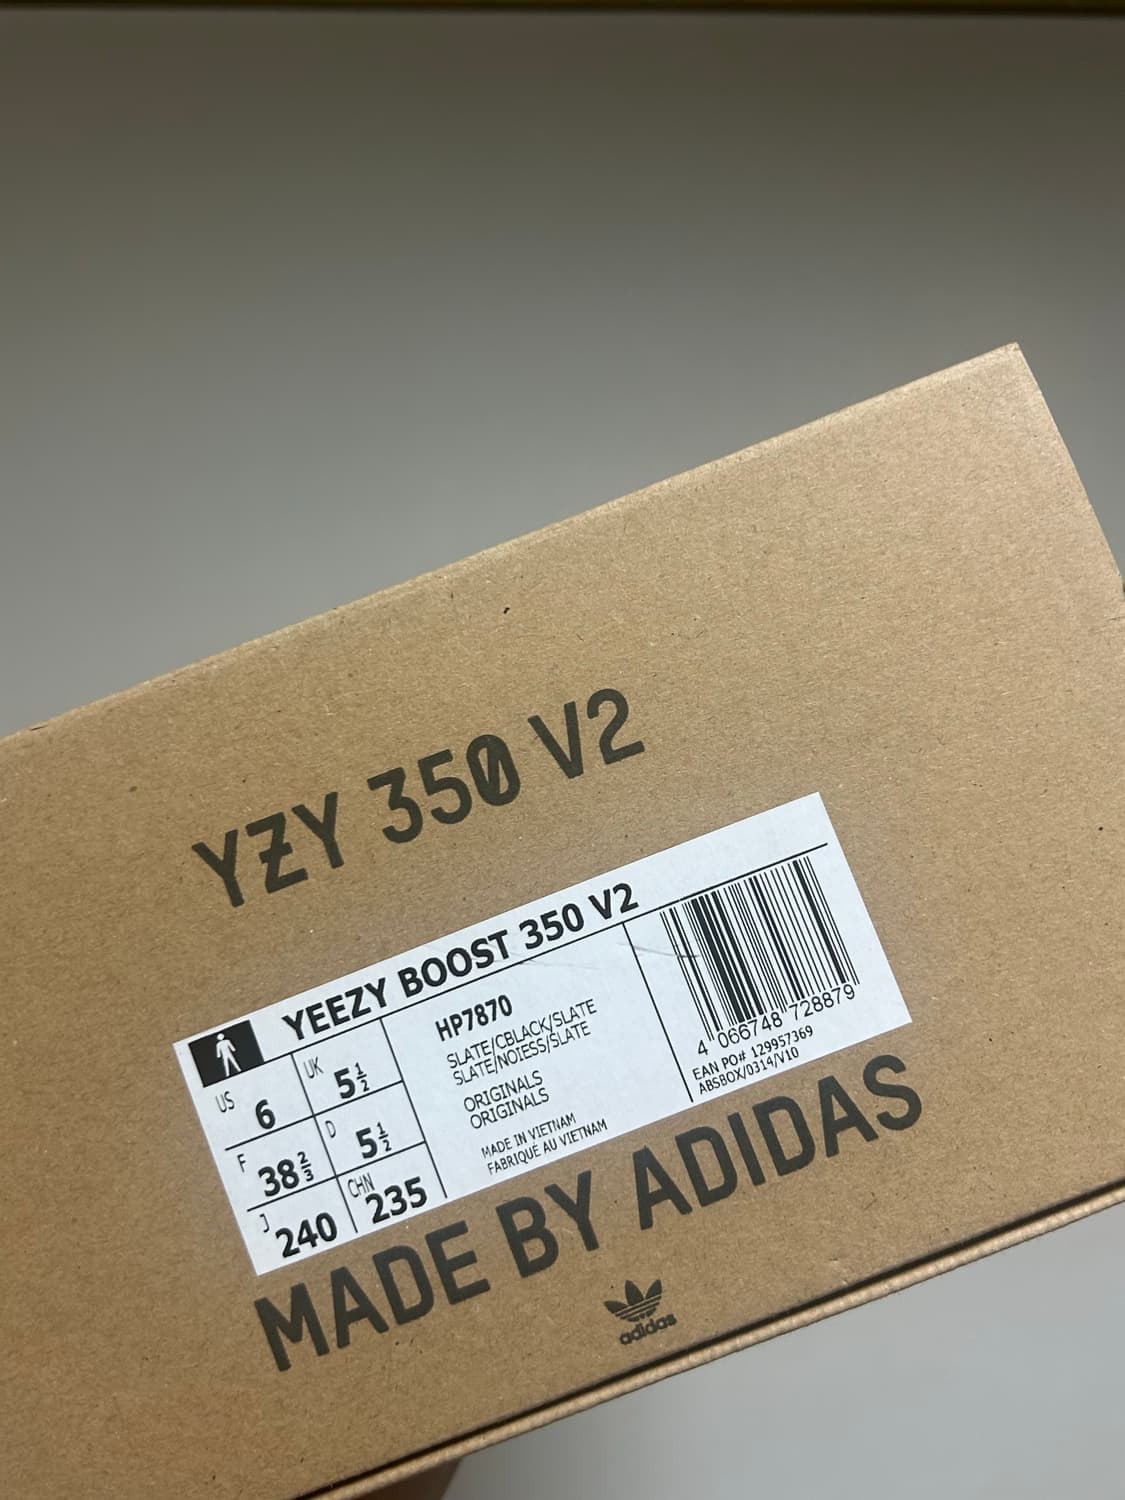 YZY 350 V2
YEEZY BOOST 350 V2
US 6
UK 5½
F 38⅔
D 5½
J 240
CHN 235
HP7870
SLATE/CBLACK/SLATE
SLATE/NOIESS/SLATE
ORIGINALS
ORIGINALS
MADE IN VIETNAM
FABRIQUÉ AU VIETNAM
4 066748 728879
EAN PO# 129957369
ABSBOX/0314/V10
MADE BY ADIDAS
adidas